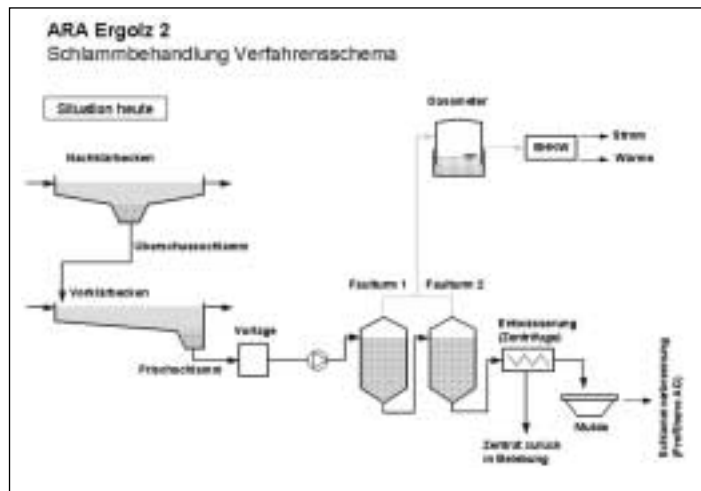 ARA Ergolz 2
Schlammbehandlung Verfahrensschema
Situation heute
Gasometer
BHKW
Strom
Wärme
Nachklärbecken
Überschussschlamm
Vorklärbecken
Vorlage
Frischschlamm
Faulturm 1
Faulturm 2
Entwässerung
(Zentrifuge)
Zentrat zurück
in Belebung
Mulde